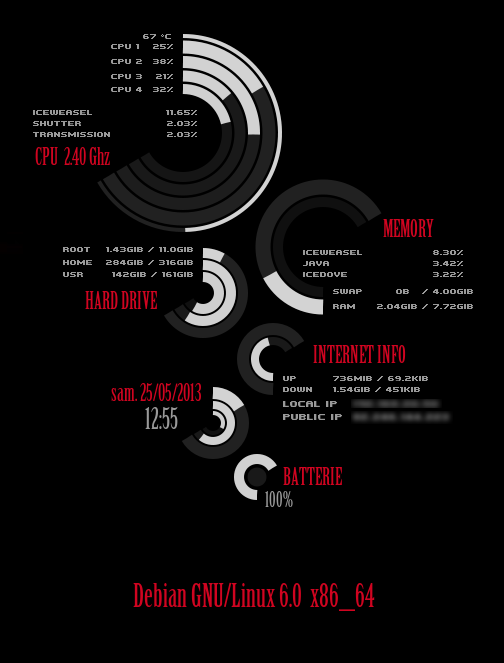 67 °C
CPU 1 25%
CPU 2 38%
CPU 3 21%
CPU 4 32%
ICEWEASEL 11.65%
SHUTTER 2.03%
TRANSMISSION 2.03%
CPU 2.40 Ghz
MEMORY
ICEWEASEL 8.30%
JAVA 3.42%
ICEDOVE 3.22%
SWAP 0B / 4.00GIB
RAM 2.04GIB / 7.72GIB
ROOT 1.43GIB / 11.0GIB
HOME 284GIB / 316GIB
USR 142GIB / 161GIB
HARD DRIVE
INTERNET INFO
UP 736MIB / 69.2KIB
DOWN 1.54GIB / 451KIB
LOCAL IP
PUBLIC IP
sam. 25/05/2013
12:55
BATTERIE
100%
Debian GNU/Linux 6.0 x86_64